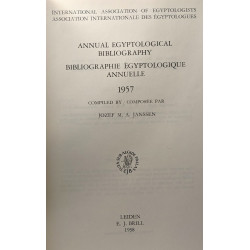 INTERNATIONAL ASSOCIATION OF EGYPTOLOGISTS
ASSOCIATION INTERNATIONALE DES ÉGYPTOLOGUES
ANNUAL EGYPTOLOGICAL
BIBLIOGRAPHY
BIBLIOGRAPHIE ÉGYPTOLOGIQUE
ANNUELLE
1957
COMPILED BY · COMPOSÉE PAR
JOZEF M. A. JANSSEN
EJB
LEIDEN
E. J. BRILL
1958